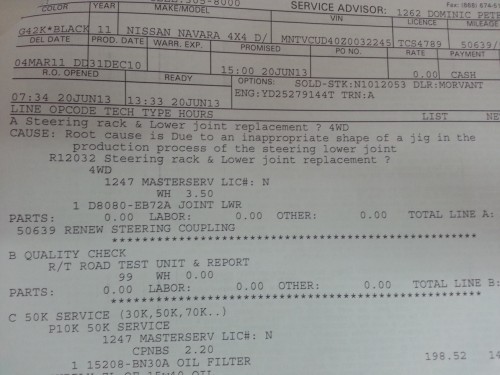 SERVICE ADVISOR: 1262 DOMINIC PETE
COLOR YEAR MAKE/MODEL VIN LICENCE MILEAGE
G42K*BLACK 11 NISSAN NAVARA 4X4 D/ MNTVCUD40Z0032245 TCS4789 50639/
DEL DATE PROD. DATE WARR. EXP. PROMISED PO NO. RATE PAYMENT
04MAR11 DD31DEC10 15:00 20JUN13 0.00 CASH
R.O. OPENED READY OPTIONS: SOLD-STK:N1012053 DLR:MORVANT
ENG:YD25279144T TRN:A
07:34 20JUN13 13:33 20JUN13
LINE OPCODE TECH TYPE HOURS LIST
A Steering rack & Lower joint replacement ? 4WD
CAUSE: Root cause is Due to an inappropriate shape of a jig in the
production process of the steering lower joint
R12032 Steering rack & Lower joint replacement ?
4WD
1247 MASTERSERV LIC#: N
WH 3.50
1 D8080-EB72A JOINT LWR
PARTS: 0.00 LABOR: 0.00 OTHER: 0.00 TOTAL LINE A:
50639 RENEW STEERING COUPLING
****************************************************
B QUALITY CHECK
R/T ROAD TEST UNIT & REPORT
99 WH 0.00
PARTS: 0.00 LABOR: 0.00 OTHER: 0.00 TOTAL LINE B:
****************************************************
C 50K SERVICE (30K,50K,70K..)
P10K 50K SERVICE
1247 MASTERSERV LIC#: N
CPNBS 2.20
1 15208-BN30A OIL FILTER 198.52